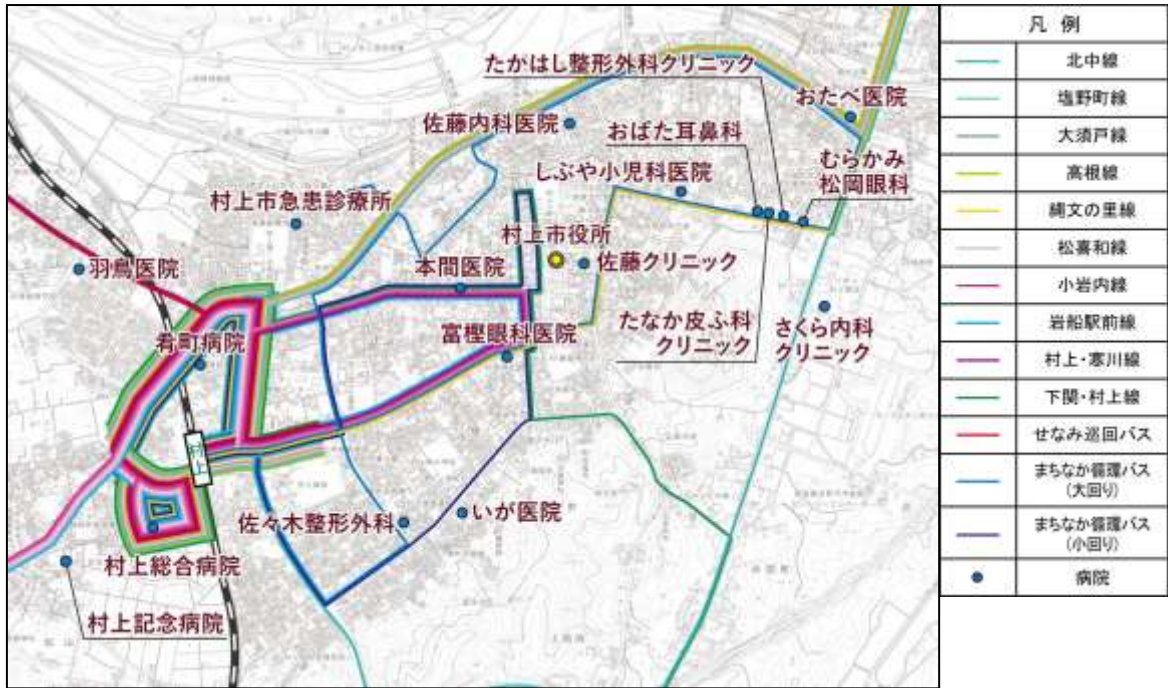 たかはし整形外科クリニック
おたべ医院
佐藤内科医院
おばた耳鼻科
しぶや小児科医院
むらかみ
松岡眼科
村上市急患診療所
村上市役所
羽鳥医院
本間医院
佐藤クリニック
肴町病院
富樫眼科医院
たなか皮ふ科
クリニック
さくら内科
クリニック
村上
佐々木整形外科
いが医院
村上総合病院
村上記念病院
凡 例
北中線
塩野町線
大須戸線
高根線
縄文の里線
松喜和線
小岩内線
岩船駅前線
村上・寒川線
下関・村上線
せなみ巡回バス
まちなか循環バス
(大回り)
まちなか循環バス
(小回り)
病院